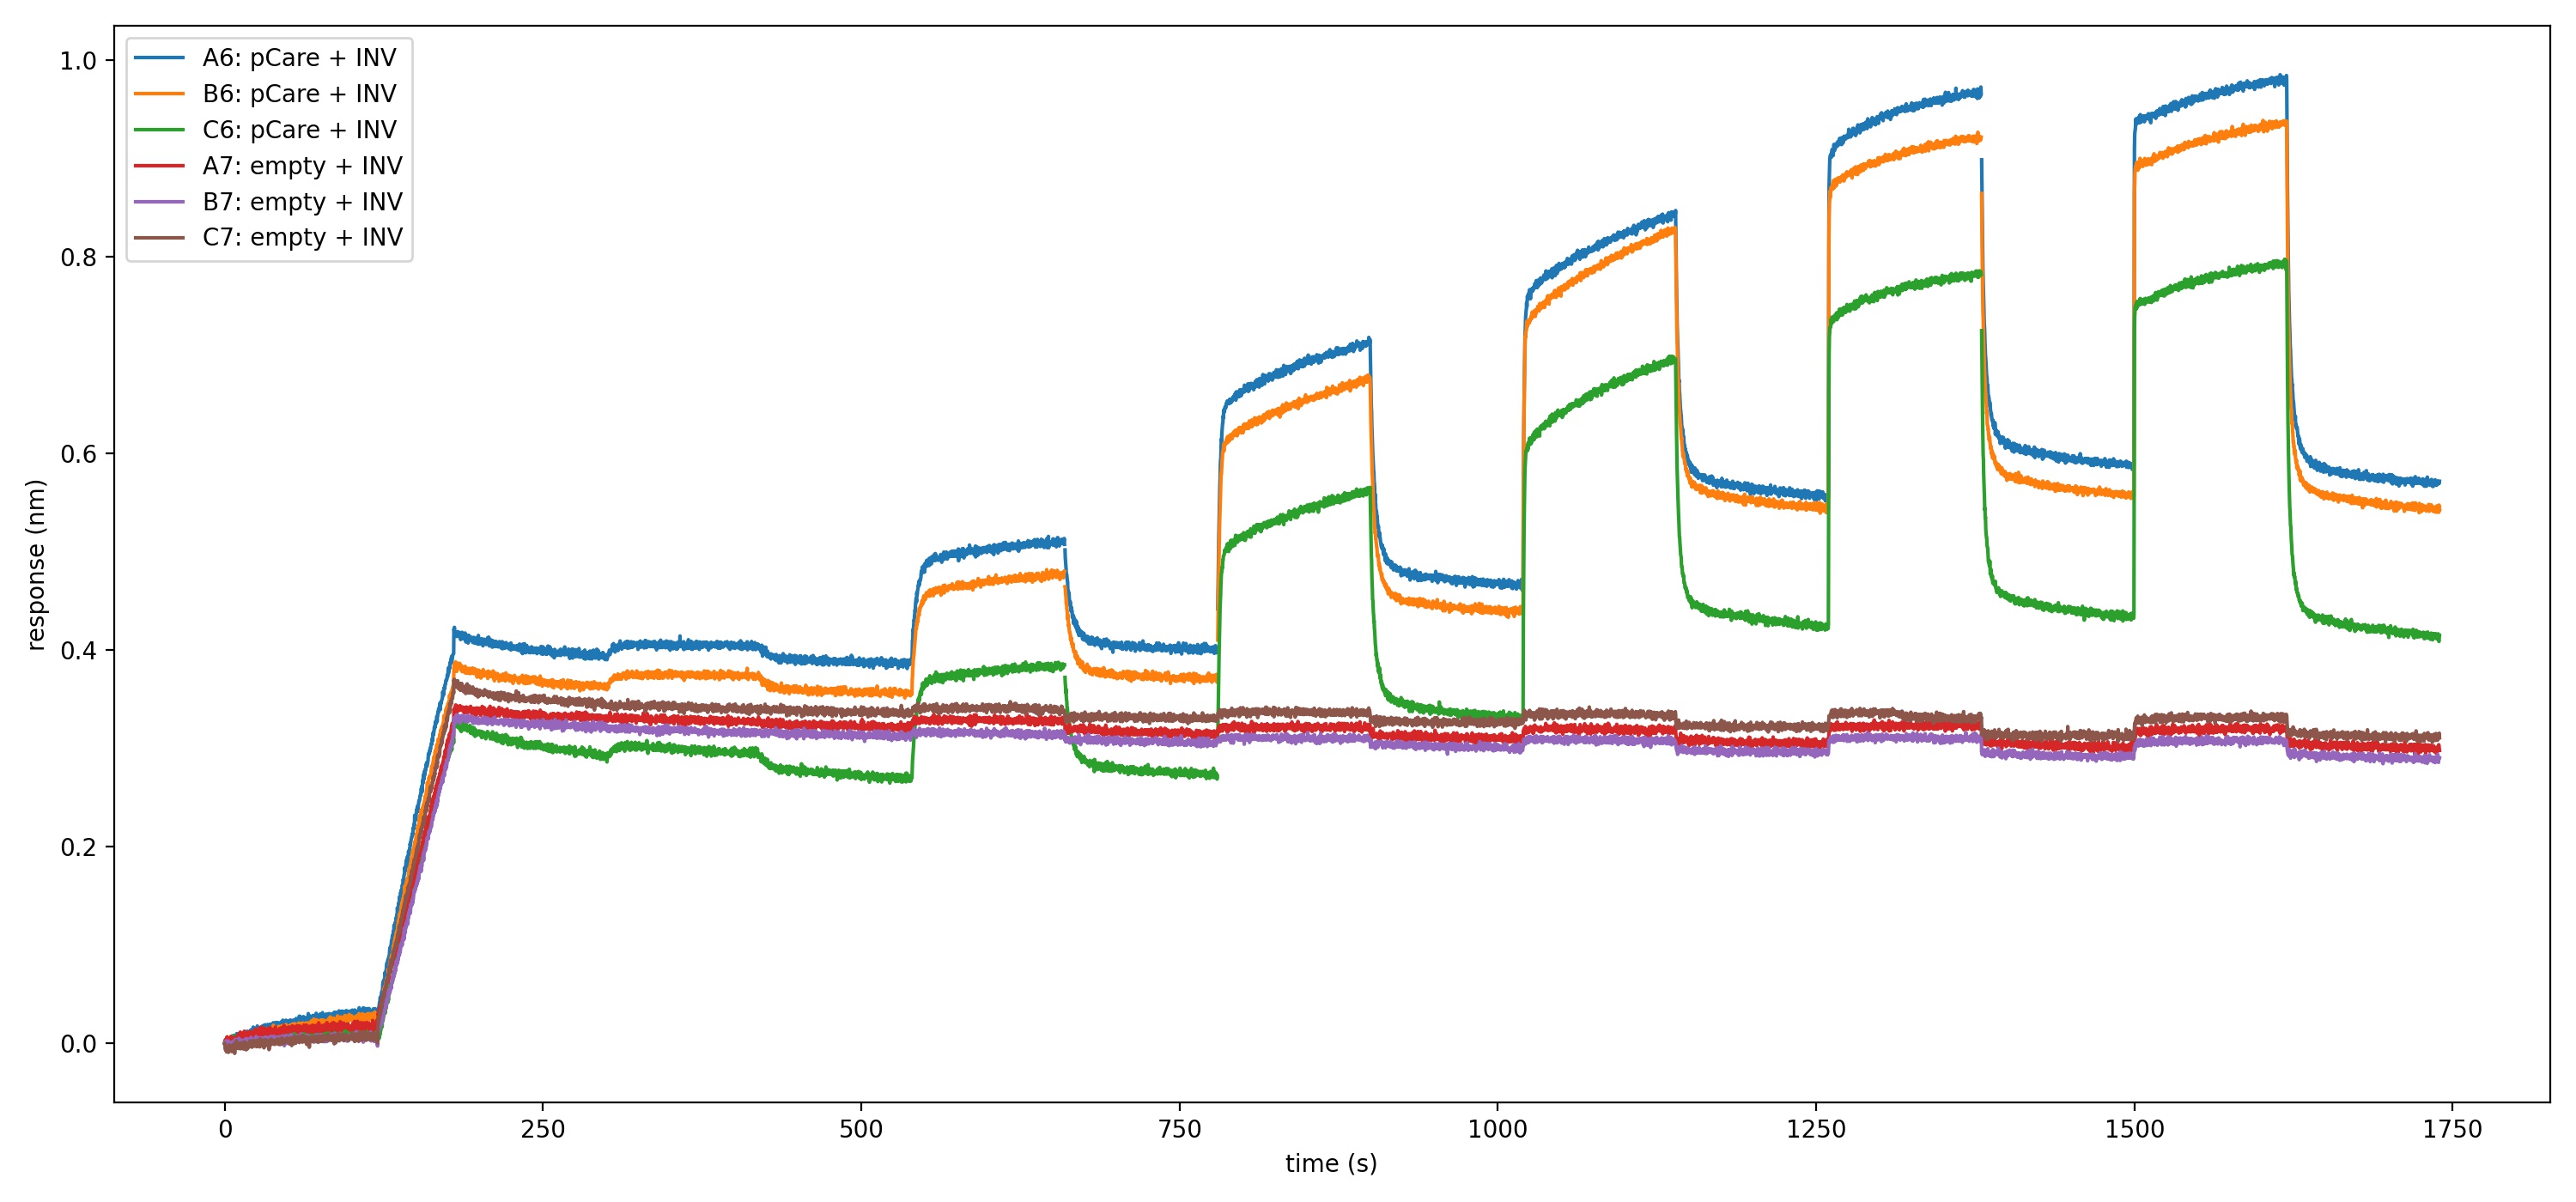 A6: pCare + INV
B6: pCare + INV
C6: pCare + INV
A7: empty + INV
B7: empty + INV
C7: empty + INV
response (nm)
1.0
0.8
0.6
0.4
0.2
0.0
0 250 500 750 1000 1250 1500 1750
time (s)